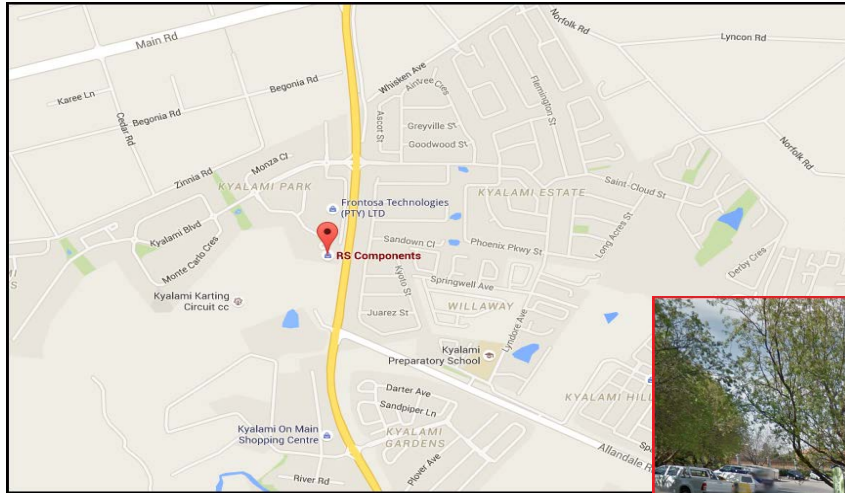 Norfolk Rd
Lyncon Rd
Main Rd
Whisken Ave
Aintree Cres
Flemington St
Karee Ln
Begonia Rd
Begonia Rd
Cedar Rd
Ascot St
Greyville St
Goodwood St
Norfolk Rd
Monza Cl
Zinnia Rd
KYALAMI PARK
Saint-Cloud St
KYALAMI ESTATE
Frontosa Technologies
(PTY) LTD
Kyalami Blvd
Long Acres St
Sandown Cl
Phoenix Pkwy St
RS Components
Monte Carlo Cres
Derby Cres
Kyoto St
Springwell Ave
Kyalami Karting
Circuit cc
WILLAWAY
Juarez St
Lyndore Ave
Kyalami
Preparatory School
Darter Ave
KYALAMI HIL
Sandpiper Ln
Kyalami On Main
Shopping Centre
KYALAMI
GARDENS
Allandale R
Plover Ave
River Rd